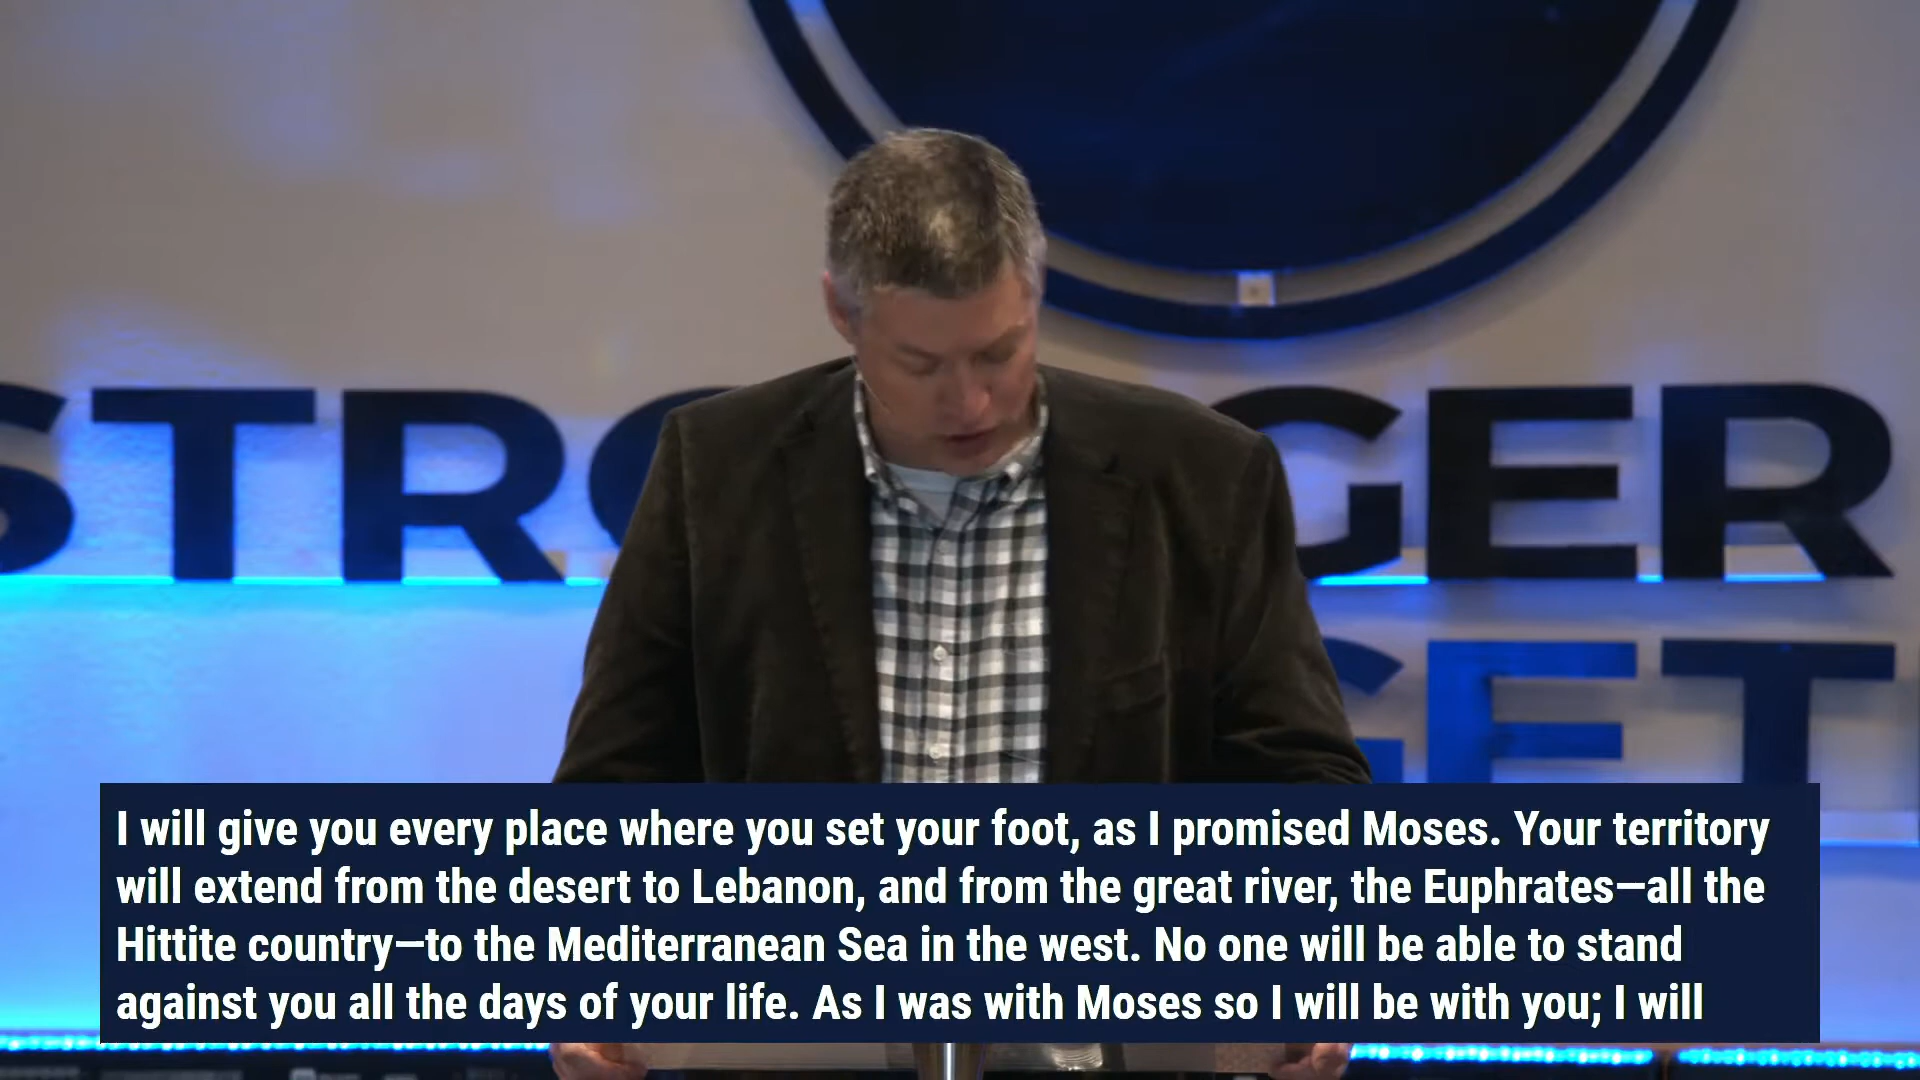 STRO GER
GET
I will give you every place where you set your foot, as I promised Moses. Your territory
will extend from the desert to Lebanon, and from the great river, the Euphrates—all the
Hittite country—to the Mediterranean Sea in the west. No one will be able to stand
against you all the days of your life. As I was with Moses so I will be with you; I will